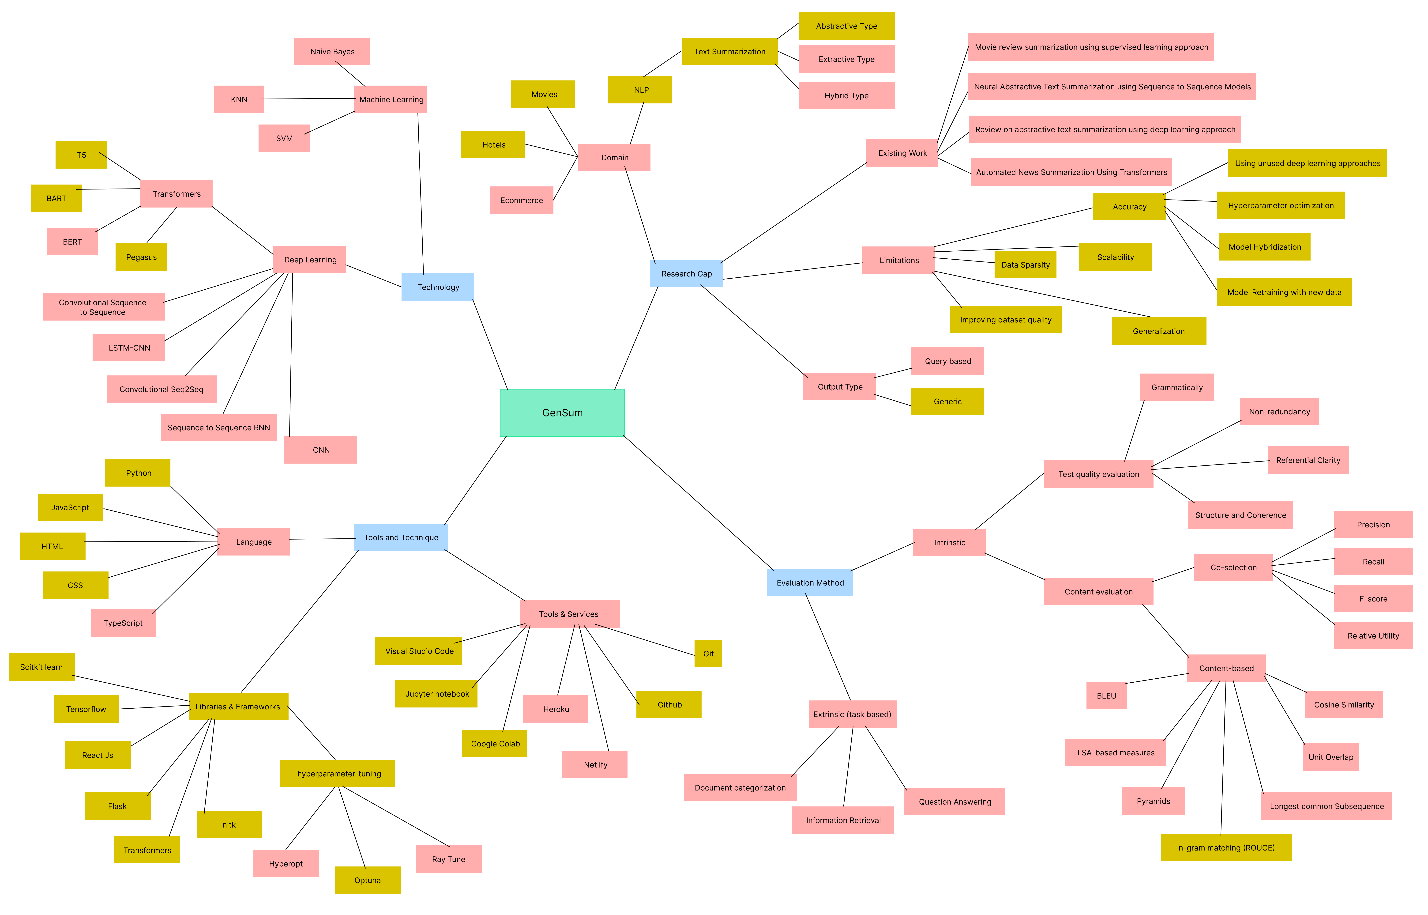 Abstractive Type
Text Summarization
Extractive Type
Hybrid Type
NLP
Movies
Hotels
Domain
Ecommerce
Naive Bayes
KNN
Machine Learning
SVM
T5
BART
Transformers
BERT
Pegasus
Deep Learning
Technology
Convolutional Sequence
to Sequence
LSTM-CNN
Convolutional Seq2Seq
Sequence to Sequence RNN
CNN
Movie review summarization using supervised learning approach
Neural Abstractive Text Summarization using Sequence to Sequence Models
Review on abstractive text summarization using deep learning approach
Existing Work
Automated News Summarization Using Transformers
Using unused deep learning approaches
Accuracy
Hyperparameter optimization
Model Hybridization
Model Retraining with new data
Research Gap
Limitations
Data Sparsity
Scalability
Improving dataset quality
Generalization
Query based
Output Type
Generic
GenSum
Python
JavaScript
HTML
Language
CSS
TypeScript
Tools and Technique
Tools & Services
Visual Studio Code
Jupyter notebook
Google Colab
Heroku
Netlify
Github
Git
Scitkit learn
Tensorflow
Libraries & Frameworks
React Js
Flask
Transformers
nltk
hyperparameter tuning
Hyperopt
Optuna
Ray Tune
Evaluation Method
Intrinstic
Grammatically
Non-redundancy
Test quality evaluation
Referential Clarity
Structure and Coherence
Content evaluation
Co-selection
Precision
Recall
F score
Relative Utility
Content-based
BLEU
LSA-based measures
Pyramids
n-gram matching (ROUGE)
Longest common Subsequence
Unit Overlap
Cosine Similarity
Extrinsic (task based)
Document categorization
Information Retrieval
Question Answering